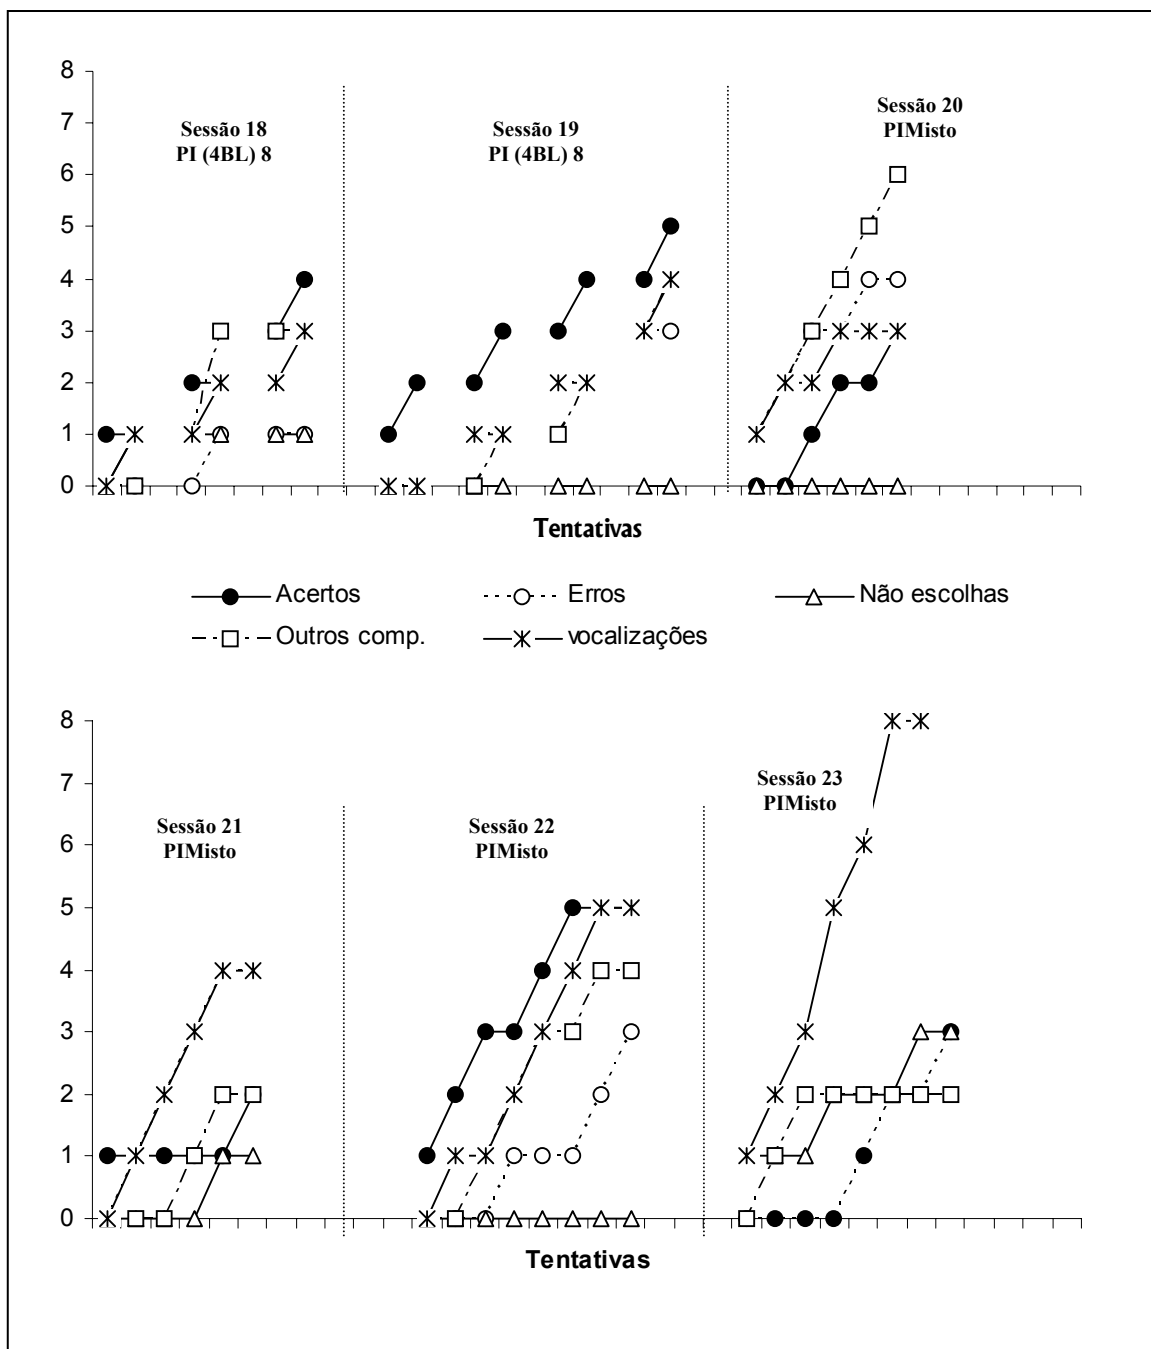 8
7
6
5
4
3
2
1
0
Sessão 18
PI (4BL) 8
Sessão 19
PI (4BL) 8
Sessão 20
PIMisto
Tentativas
Acertos
Erros
Não escolhas
Outros comp.
vocalizações
8
7
6
5
4
3
2
1
0
Sessão 21
PIMisto
Sessão 22
PIMisto
Sessão 23
PIMisto
Tentativas